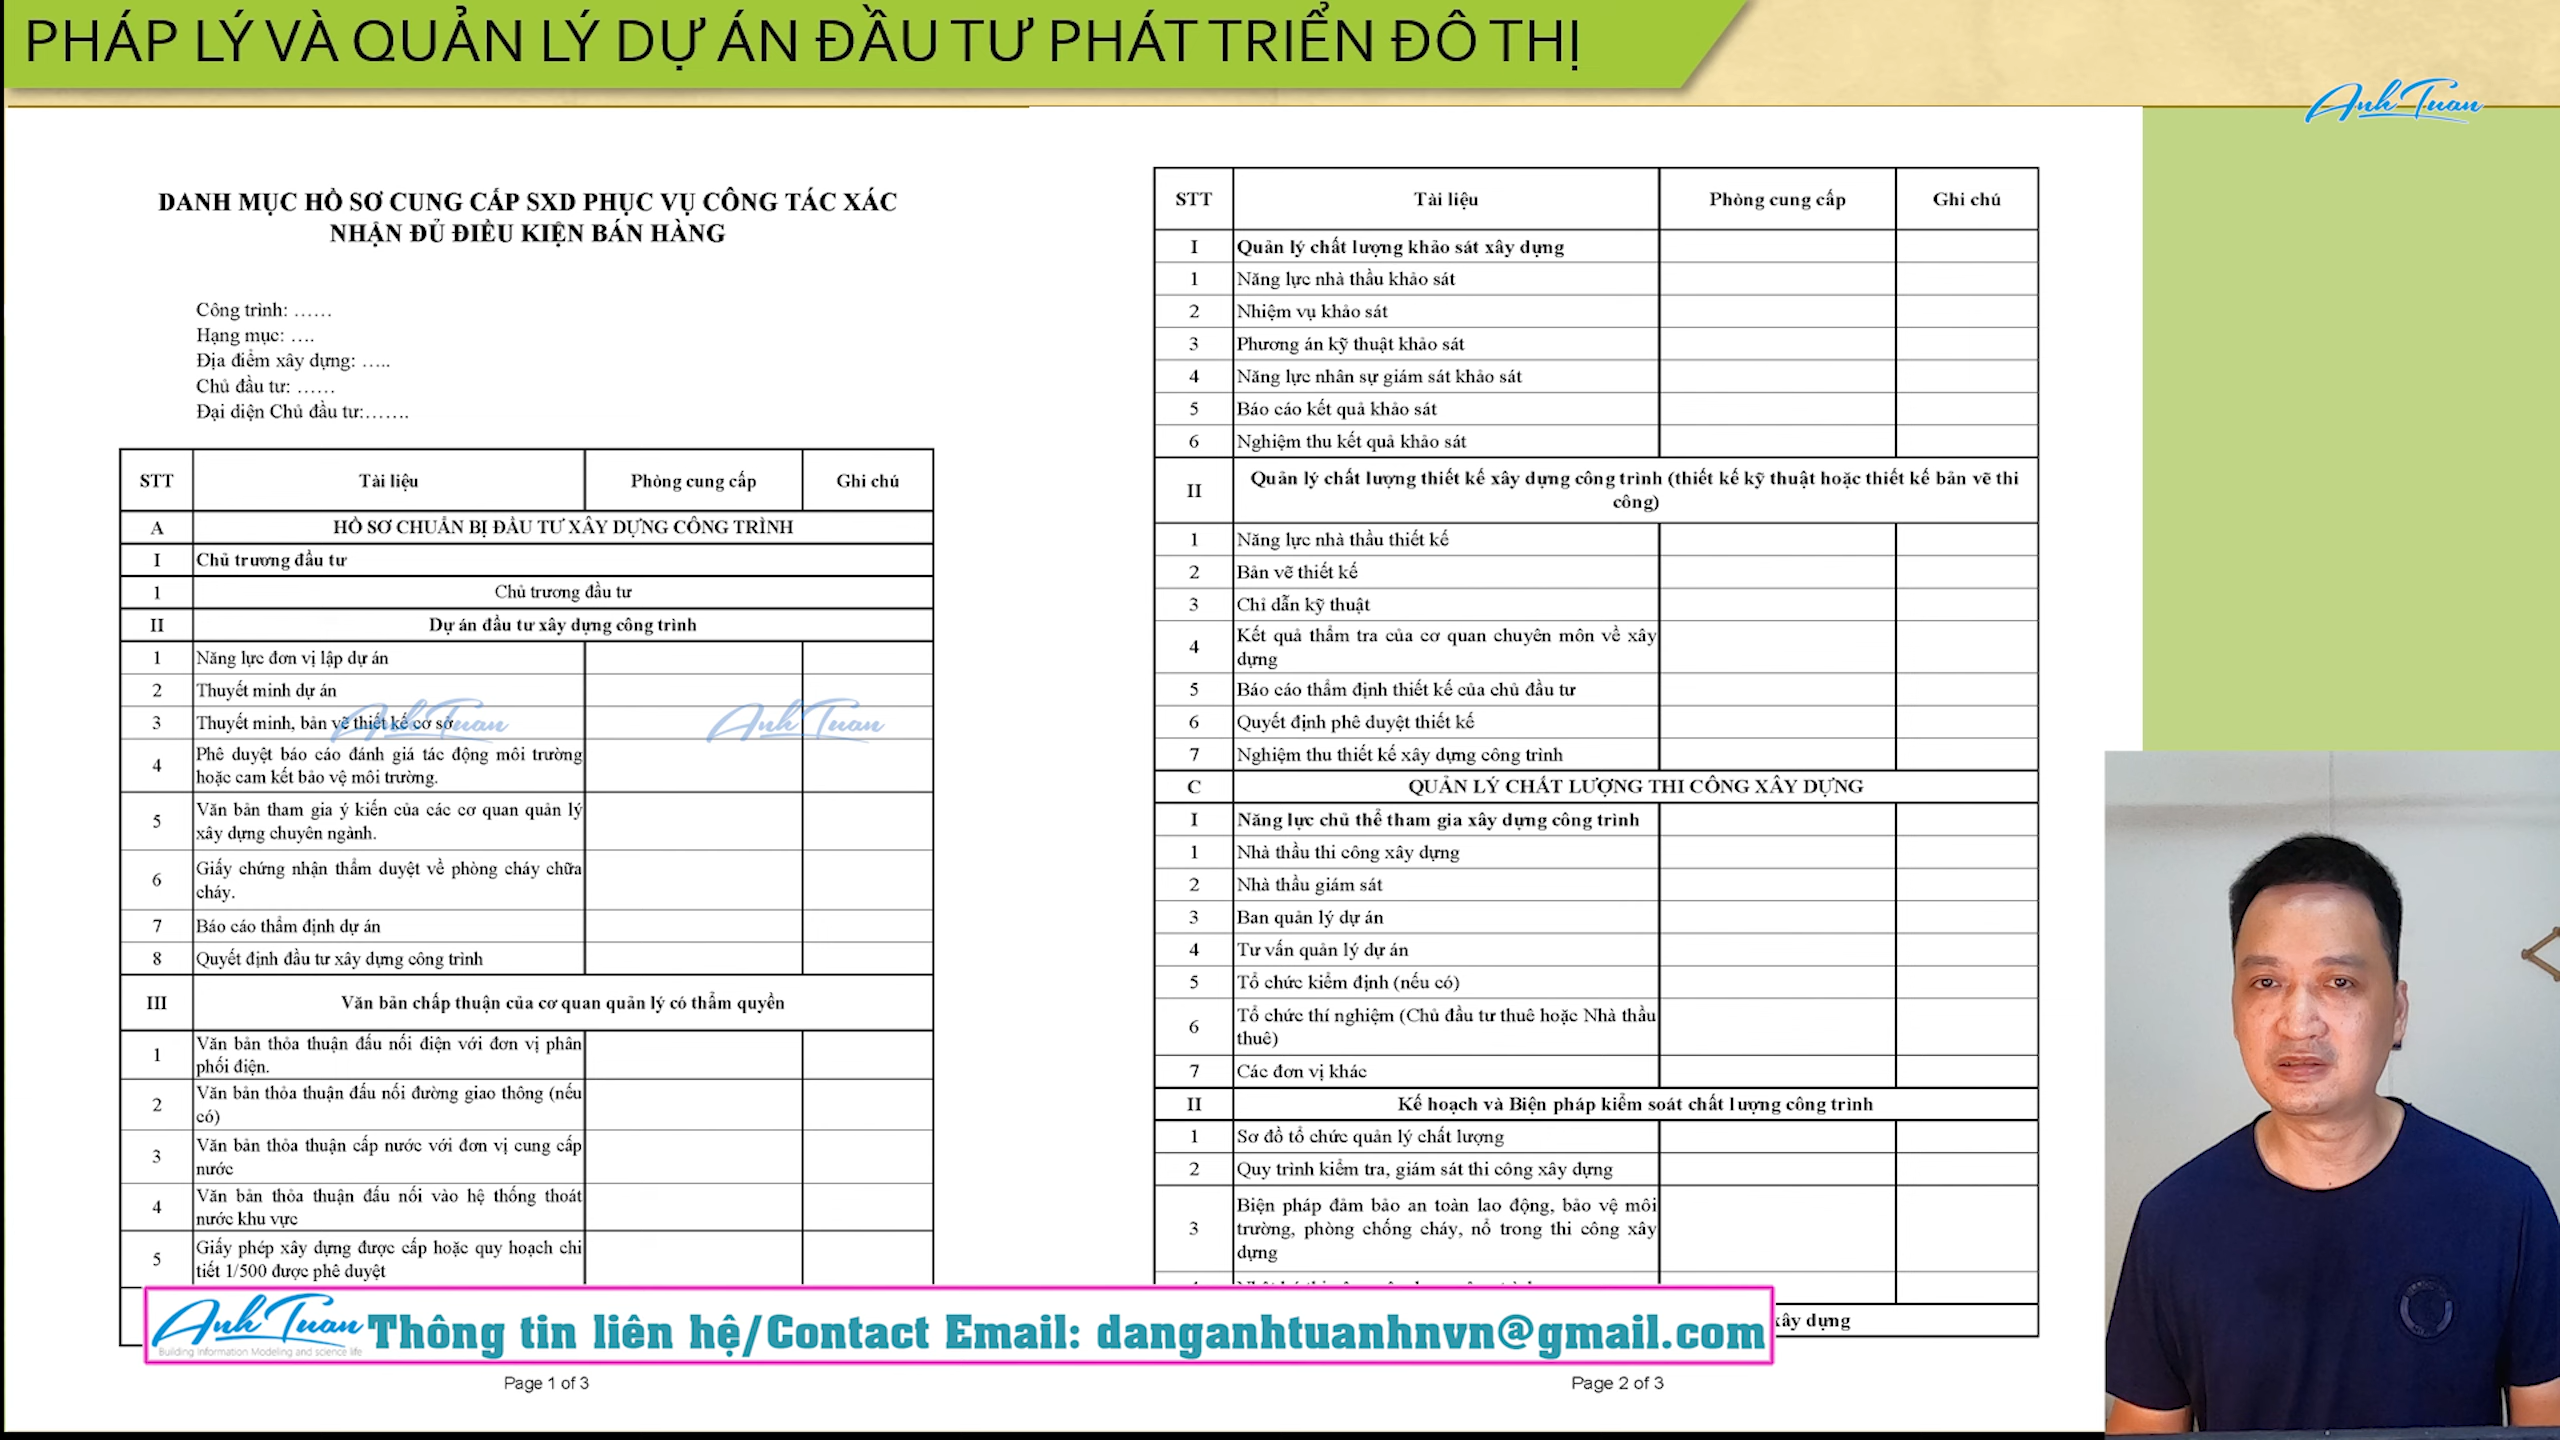 PHÁP LÝ VÀ QUẢN LÝ DỰ ÁN ĐẦU TƯ PHÁT TRIỂN ĐÔ THỊ
Anh Tuan
DANH MỤC HỒ SƠ CUNG CẤP SXD PHỤC VỤ CÔNG TÁC XÁC
NHẬN ĐỦ ĐIỀU KIỆN BÁN HÀNG
Công trình: ……
Hạng mục: ….
Địa điểm xây dựng: …..
Chủ đầu tư: ……
Đại diện Chủ đầu tư:…….
STT Tài liệu Phòng cung cấp Ghi chú
A HỒ SƠ CHUẨN BỊ ĐẦU TƯ XÂY DỰNG CÔNG TRÌNH
I Chủ trương đầu tư
1 Chủ trương đầu tư
II Dự án đầu tư xây dựng công trình
1 Năng lực đơn vị lập dự án
2 Thuyết minh dự án
3 Thuyết minh, bản vẽ thiết kế cơ sở
Anh Tuan Anh Tuan
4 Phê duyệt báo cáo đánh giá tác động môi trường
hoặc cam kết bảo vệ môi trường.
5 Văn bản tham gia ý kiến của các cơ quan quản lý
xây dựng chuyên ngành.
6 Giấy chứng nhận thẩm duyệt về phòng cháy chữa
cháy.
7 Báo cáo thẩm định dự án
8 Quyết định đầu tư xây dựng công trình
III Văn bản chấp thuận của cơ quan quản lý có thẩm quyền
1 Văn bản thỏa thuận đấu nối điện với đơn vị phân
phối điện.
2 Văn bản thỏa thuận đấu nối đường giao thông (nếu
có)
3 Văn bản thỏa thuận cấp nước với đơn vị cung cấp
nước
4 Văn bản thỏa thuận đấu nối vào hệ thống thoát
nước khu vực
5 Giấy phép xây dựng được cấp hoặc quy hoạch chi
tiết 1/500 được phê duyệt
Page 1 of 3
STT Tài liệu Phòng cung cấp Ghi chú
I Quản lý chất lượng khảo sát xây dựng
1 Năng lực nhà thầu khảo sát
2 Nhiệm vụ khảo sát
3 Phương án kỹ thuật khảo sát
4 Năng lực nhân sự giám sát khảo sát
5 Báo cáo kết quả khảo sát
6 Nghiệm thu kết quả khảo sát
II Quản lý chất lượng thiết kế xây dựng công trình (thiết kế kỹ thuật hoặc thiết kế bản vẽ thi
công)
1 Năng lực nhà thầu thiết kế
2 Bản vẽ thiết kế
3 Chỉ dẫn kỹ thuật
4 Kết quả thẩm tra của cơ quan chuyên môn về xây
dựng
5 Báo cáo thẩm định thiết kế của chủ đầu tư
6 Quyết định phê duyệt thiết kế
7 Nghiệm thu thiết kế xây dựng công trình
C QUẢN LÝ CHẤT LƯỢNG THI CÔNG XÂY DỰNG
I Năng lực chủ thể tham gia xây dựng công trình
1 Nhà thầu thi công xây dựng
2 Nhà thầu giám sát
3 Ban quản lý dự án
4 Tư vấn quản lý dự án
5 Tổ chức kiểm định (nếu có)
6 Tổ chức thí nghiệm (Chủ đầu tư thuê hoặc Nhà thầu
thuê)
7 Các đơn vị khác
II Kế hoạch và Biện pháp kiểm soát chất lượng công trình
1 Sơ đồ tổ chức quản lý chất lượng
2 Quy trình kiểm tra, giám sát thi công xây dựng
3 Biện pháp đảm bảo an toàn lao động, bảo vệ môi
trường, phòng chống cháy, nổ trong thi công xây
dựng
xây dựng
Page 2 of 3
Anh Tuan Thông tin liên hệ/Contact Email: danganhtuanhnvn@gmail.com
Building Information Modeling and science life